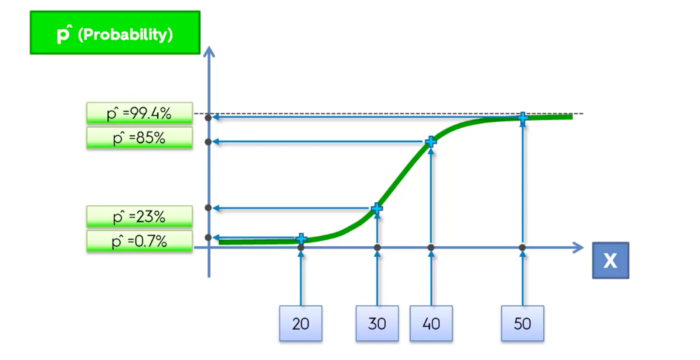 p̂ (Probability)
p̂ =99.4%
p̂ =85%
p̂ =23%
p̂ =0.7%
X
20
30
40
50